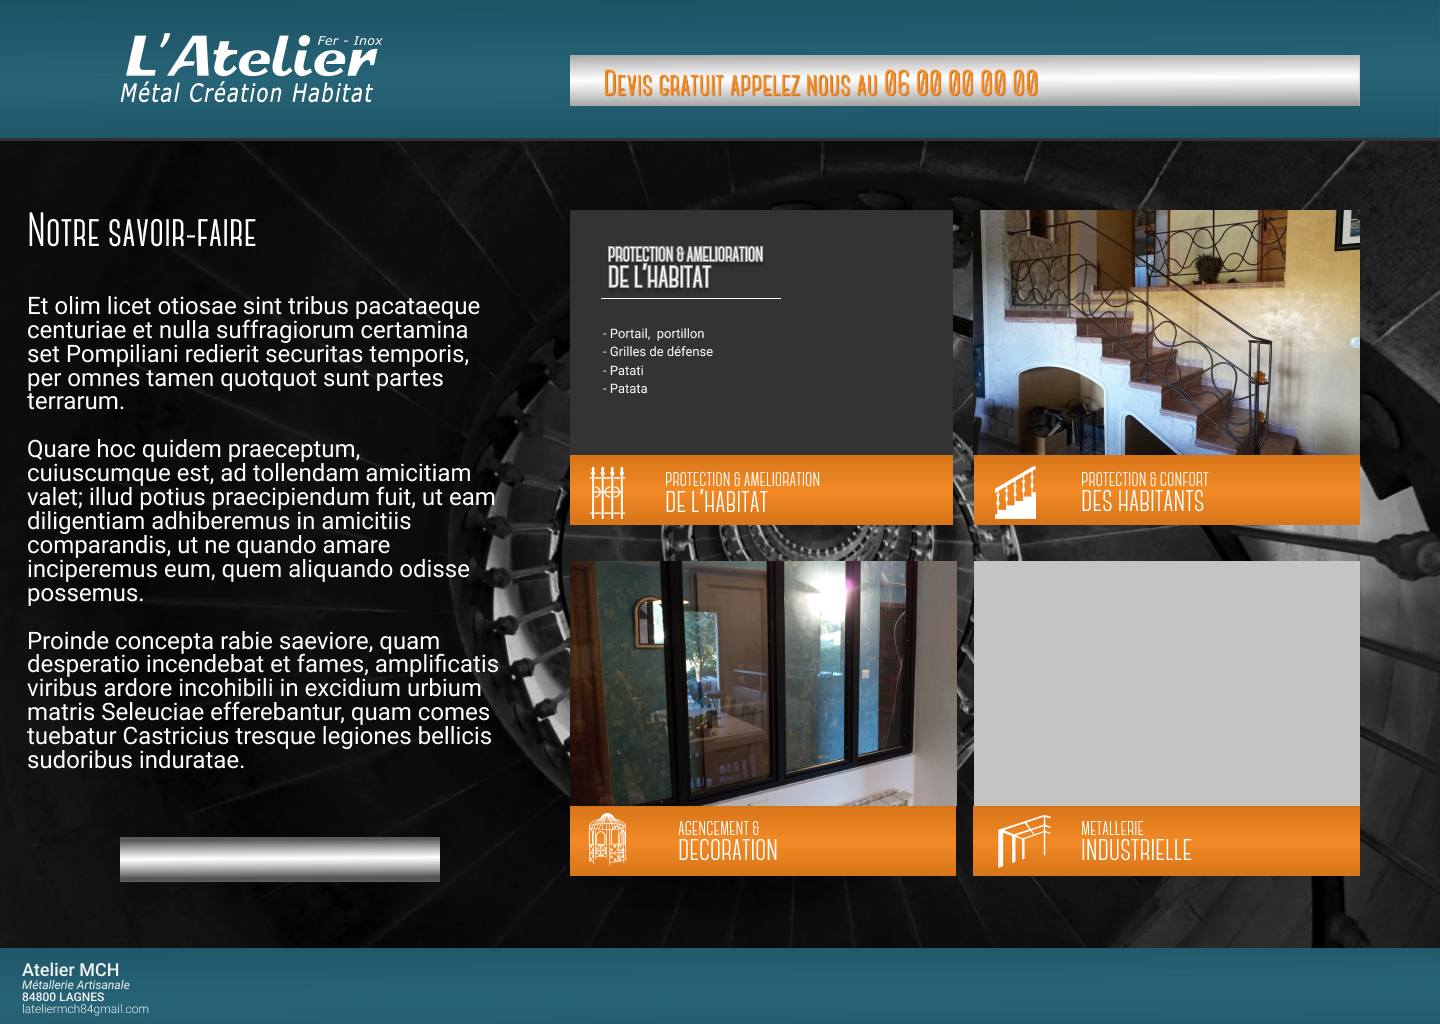 L'Atelier
Fer - Inox
Métal Création Habitat
DEVIS GRATUIT APPELEZ NOUS AU 06 00 00 00 00
NOTRE SAVOIR-FAIRE
Et olim licet otiosae sint tribus pacataeque
centuriae et nulla suffragiorum certamina
set Pompiliani redierit securitas temporis,
per omnes tamen quotquot sunt partes
terrarum.
Quare hoc quidem praeceptum,
cuiuscumque est, ad tollendam amicitiam
valet; illud potius praecipiendum fuit, ut eam
diligentiam adhiberemus in amicitiis
comparandis, ut ne quando amare
inciperemus eum, quem aliquando odisse
possemus.
Proinde concepta rabie saeviore, quam
desperatio incendebat et fames, amplificatis
viribus ardore incohibili in excidium urbium
matris Seleuciae efferebantur, quam comes
tuebatur Castricius tresque legiones bellicis
sudoribus induratae.
PROTECTION & AMELIORATION
DE L'HABITAT
- Portail,  portillon
- Grilles de défense
- Patati
- Patata
PROTECTION & AMELIORATION
DE L'HABITAT
PROTECTION & CONFORT
DES HABITANTS
AGENCEMENT &
DECORATION
METALLERIE
INDUSTRIELLE
Atelier MCH
Métallerie Artisanale
84800 LAGNES
lateliermch84gmail.com